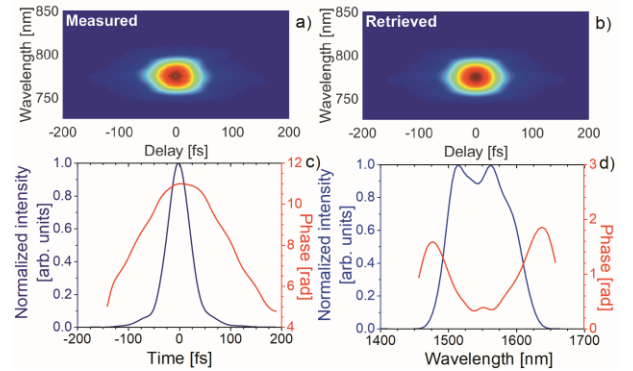 Measured
a)
Wavelength [nm]
850
800
750
-200
-100
0
100
200
Delay [fs]
Retrieved
b)
Wavelength [nm]
850
800
750
-200
-100
0
100
200
Delay [fs]
c)
Normalized intensity
[arb. units]
1.0
0.8
0.6
0.4
0.2
0.0
-200
-100
0
100
200
Time [fs]
12
10
8
6
4
Phase [rad]
d)
Normalized intensity
[arb. units]
1.0
0.8
0.6
0.4
0.2
0.0
1400
1500
1600
1700
Wavelength [nm]
3
2
1
0
Phase [rad]